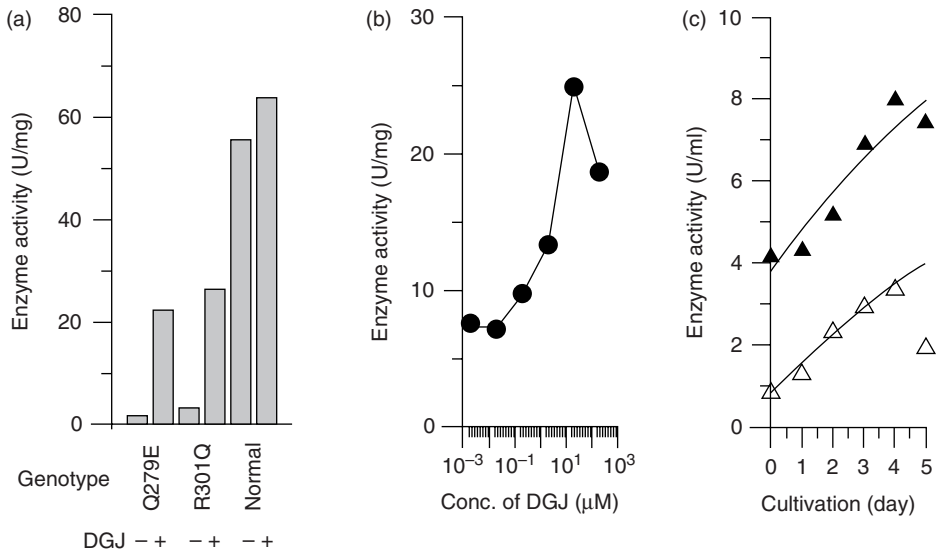 (a)
80
60
40
20
0
Enzyme activity (U/mg)
Genotype
Q279E
R301Q
Normal
DGJ – + – + – +
(b)
30
20
10
0
Enzyme activity (U/mg)
10⁻³ 10⁻¹ 10¹ 10³
Conc. of DGJ (μM)
(c)
10
8
6
4
2
0
Enzyme activity (U/ml)
0 1 2 3 4 5
Cultivation (day)